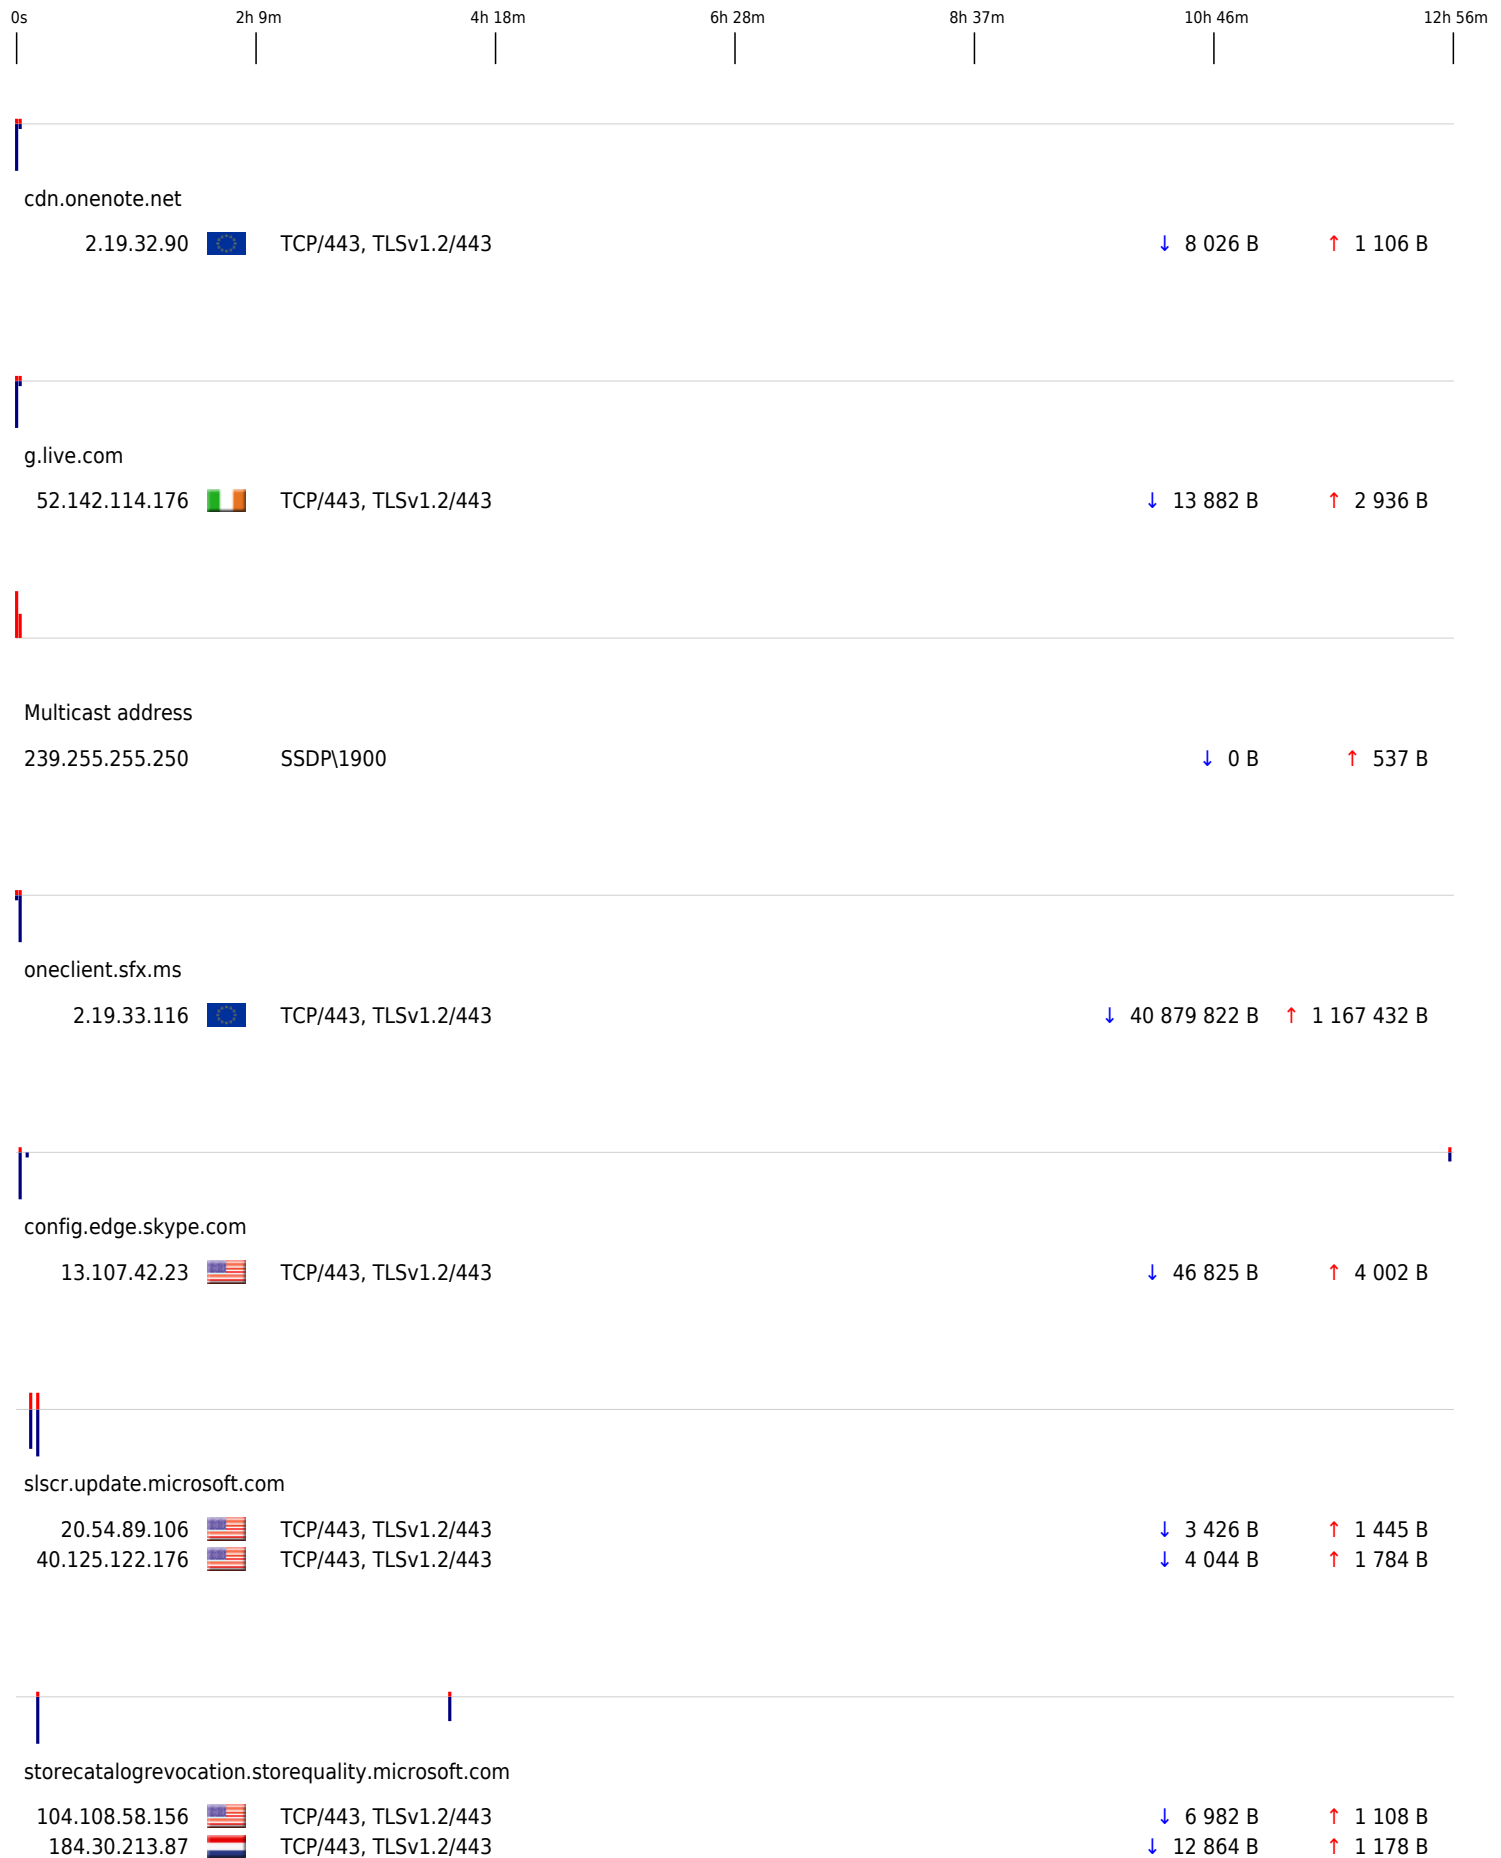 0s 2h 9m 4h 18m 6h 28m 8h 37m 10h 46m 12h 56m
cdn.onenote.net
2.19.32.90 TCP/443, TLSv1.2/443 ↓ 8 026 B ↑ 1 106 B
g.live.com
52.142.114.176 TCP/443, TLSv1.2/443 ↓ 13 882 B ↑ 2 936 B
Multicast address
239.255.255.250 SSDP\1900 ↓ 0 B ↑ 537 B
oneclient.sfx.ms
2.19.33.116 TCP/443, TLSv1.2/443 ↓ 40 879 822 B ↑ 1 167 432 B
config.edge.skype.com
13.107.42.23 TCP/443, TLSv1.2/443 ↓ 46 825 B ↑ 4 002 B
slscr.update.microsoft.com
20.54.89.106 TCP/443, TLSv1.2/443 ↓ 3 426 B ↑ 1 445 B
40.125.122.176 TCP/443, TLSv1.2/443 ↓ 4 044 B ↑ 1 784 B
storecatalogrevocation.storequality.microsoft.com
104.108.58.156 TCP/443, TLSv1.2/443 ↓ 6 982 B ↑ 1 108 B
184.30.213.87 TCP/443, TLSv1.2/443 ↓ 12 864 B ↑ 1 178 B